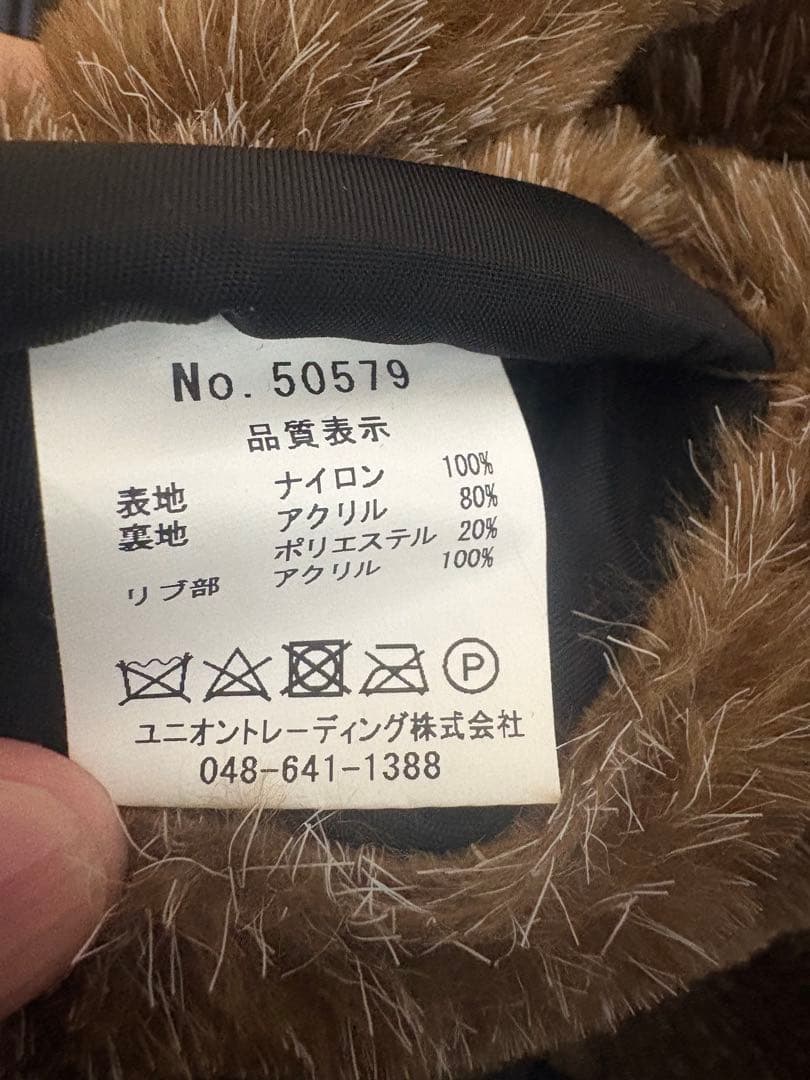 No. 50579
品質表示
表地 ナイロン 100%
裏地 アクリル 80%
ポリエステル 20%
リブ部 アクリル 100%
P
ユニオントレーディング株式会社
048-641-1388